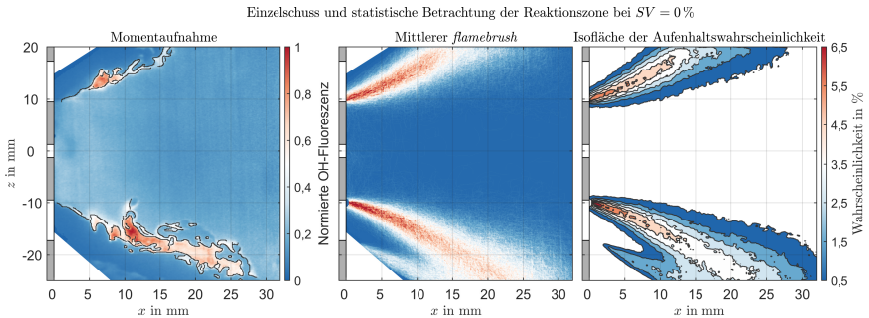 Einzelschuss und statistische Betrachtung der Reaktionszone bei SV = 0 %
Momentaufnahme
Mittlerer flamebrush
Isofläche der Aufenhaltswahrscheinlichkeit
20
10
0
-10
-20
z in mm
0 5 10 15 20 25 30
x in mm
1
0,8
0,6
0,4
0,2
0
Normierte OH-Fluoreszenz
0 5 10 15 20 25 30
x in mm
0 5 10 15 20 25 30
x in mm
6,5
5,5
4,5
3,5
2,5
1,5
0,5
Wahrscheinlichkeit in %